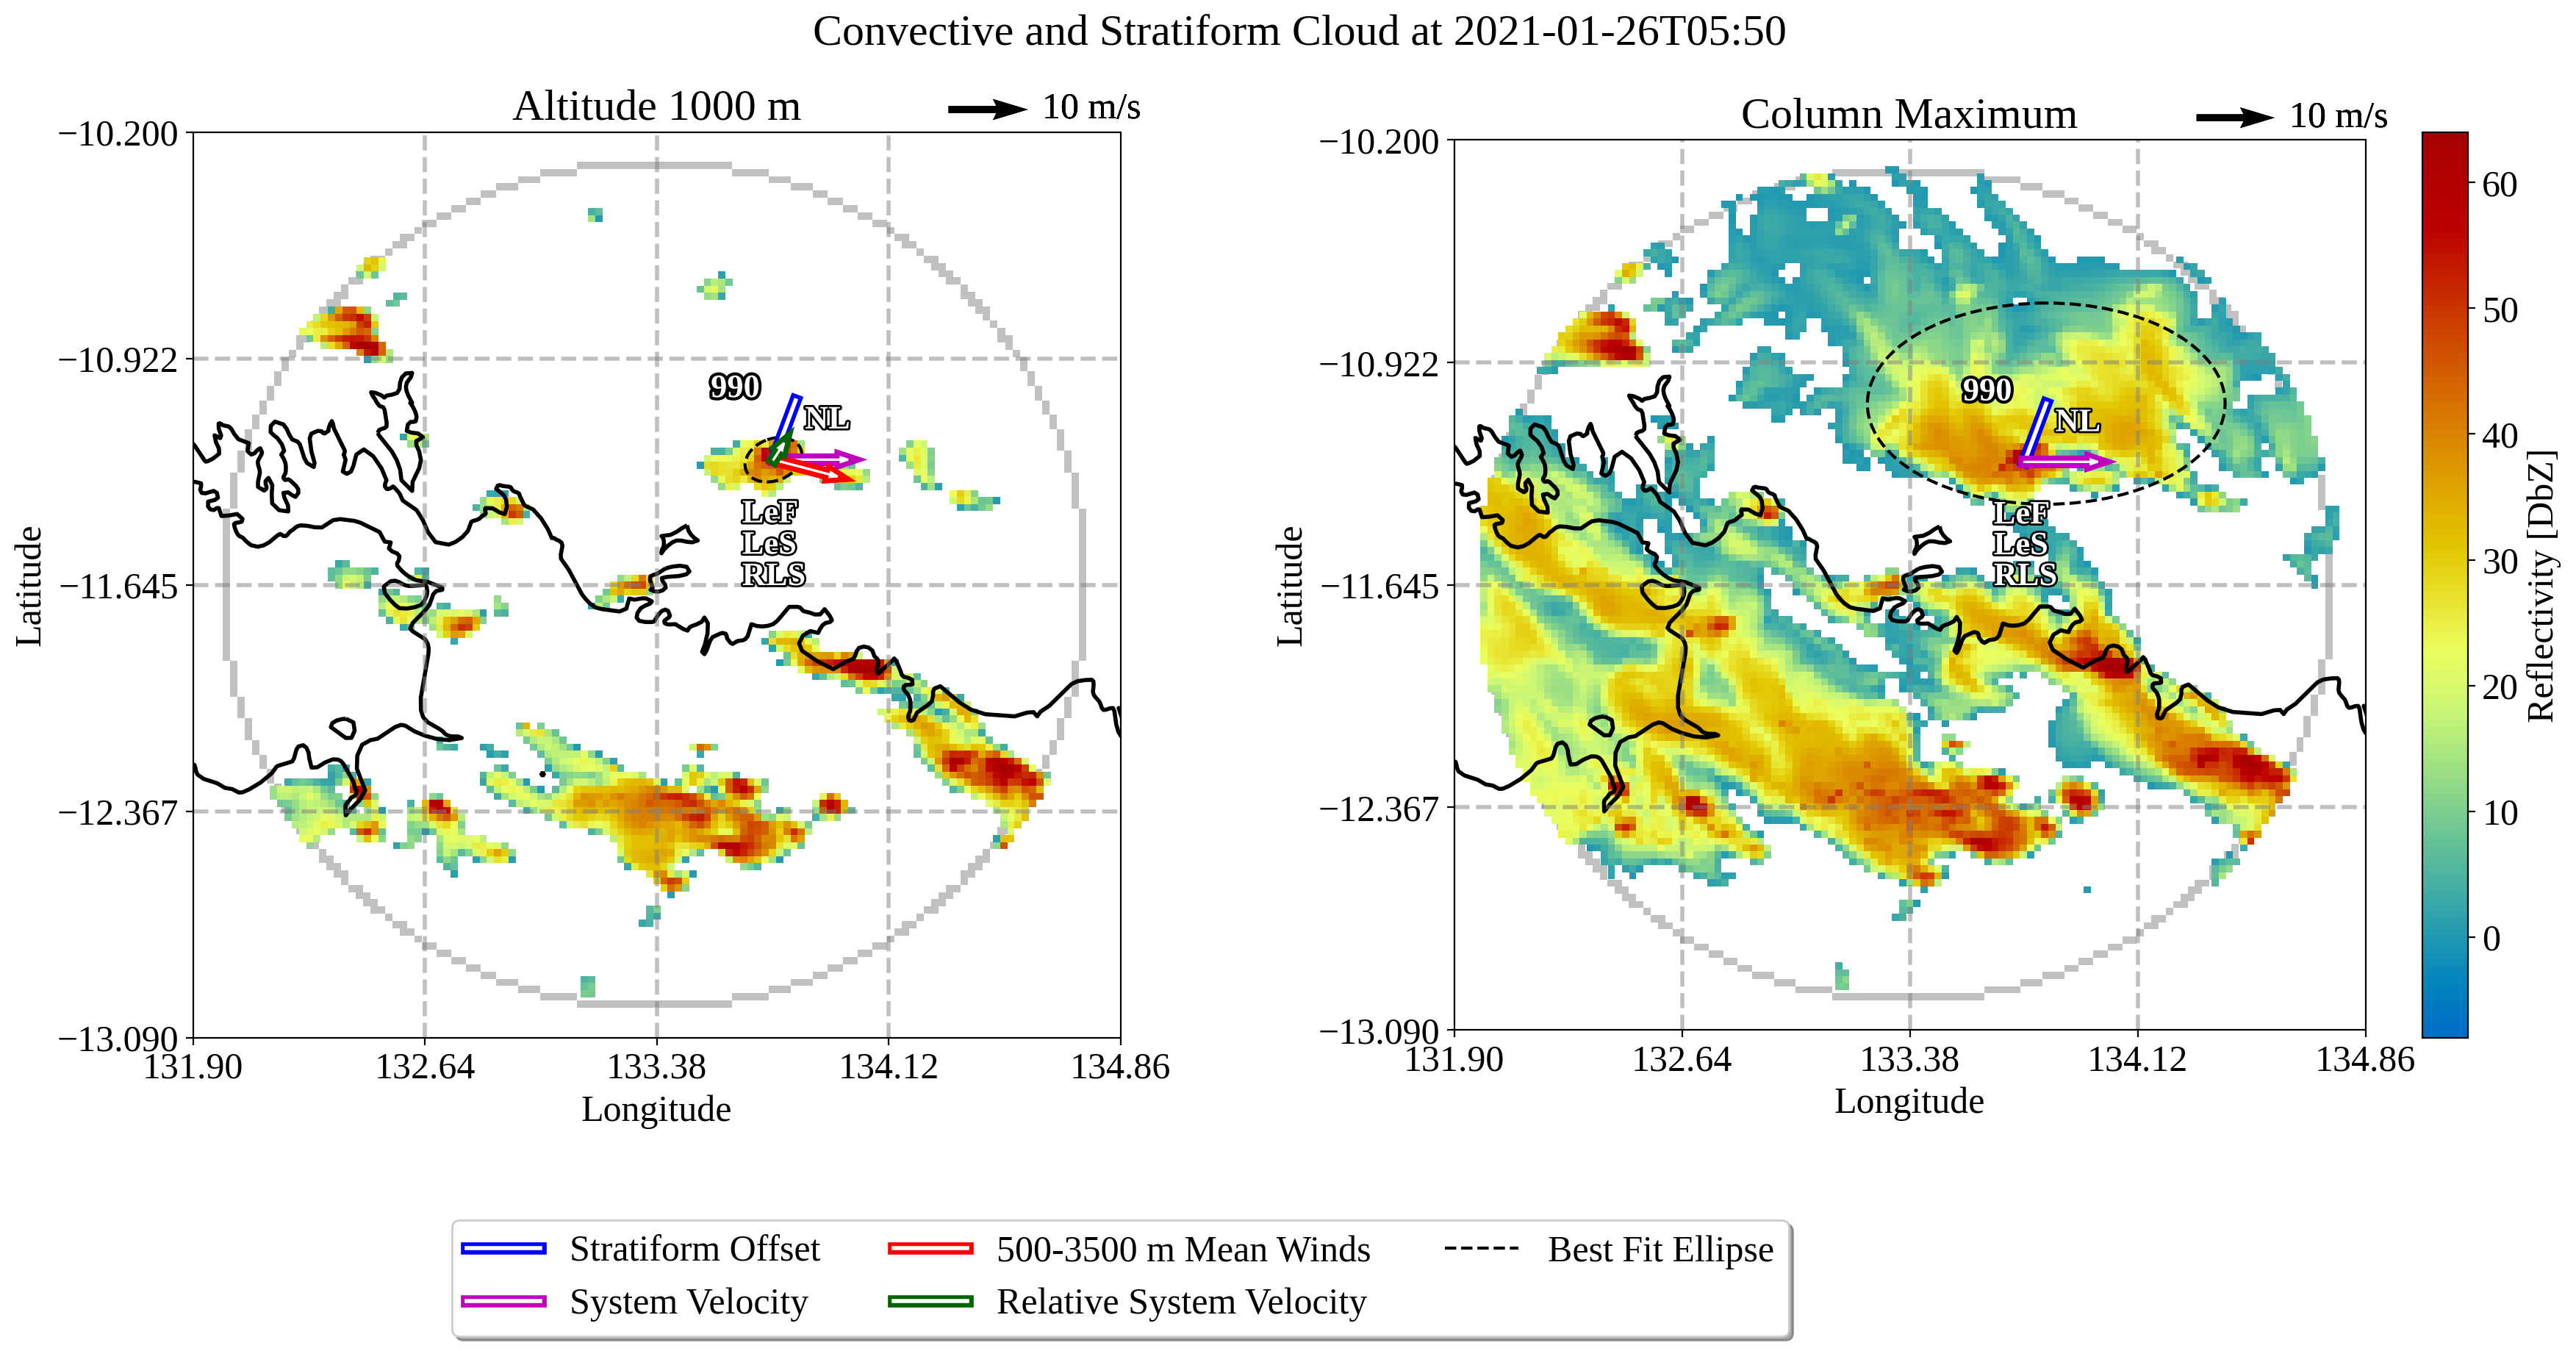 Convective and Stratiform Cloud at 2021-01-26T05:50
Altitude 1000 m
10 m/s
−10.200
−10.922
−11.645
−12.367
−13.090
131.90
132.64
133.38
134.12
134.86
Latitude
Longitude
990
NL
LeF
LeS
RLS
Column Maximum
10 m/s
−10.200
−10.922
−11.645
−12.367
−13.090
131.90
132.64
133.38
134.12
134.86
Latitude
Longitude
990
NL
LeF
LeS
RLS
60
50
40
30
20
10
0
Reflectivity [DbZ]
Stratiform Offset
500-3500 m Mean Winds
Best Fit Ellipse
System Velocity
Relative System Velocity